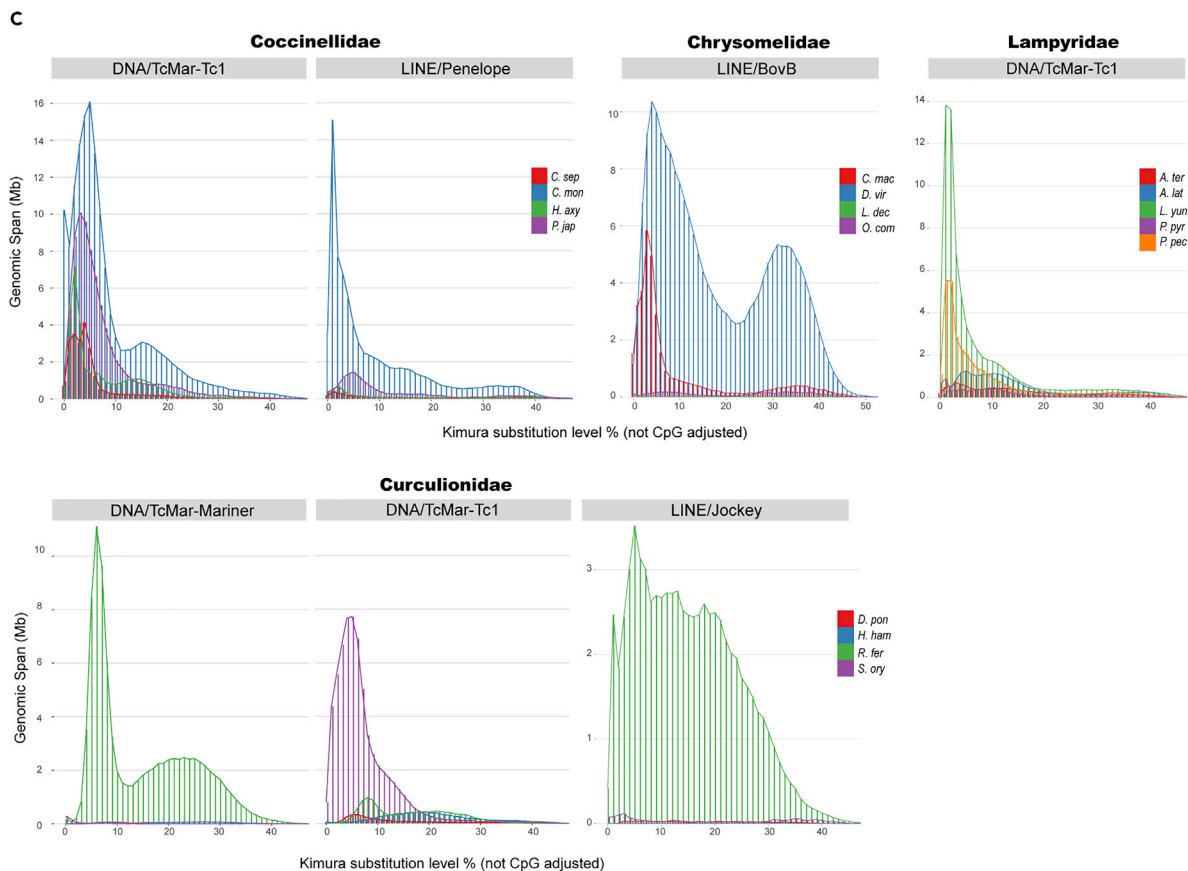 C
Coccinellidae
Chrysomelidae
Lampyridae
DNA/TcMar-Tc1
LINE/Penelope
LINE/BovB
DNA/TcMar-Tc1
Genomic Span (Mb)
16
14
12
10
8
6
4
2
0
0
10
20
30
40
10
20
30
40
C. sep
C. mon
H. axy
P. jap
10
8
6
4
2
0
0
10
20
30
40
50
C. mac
D. vir
L. dec
O. com
14
12
10
8
6
4
2
0
0
10
20
30
40
A. ter
A. lat
L. yun
P. pyr
P. pec
Kimura substitution level % (not CpG adjusted)
Curculionidae
DNA/TcMar-Mariner
DNA/TcMar-Tc1
LINE/Jockey
Genomic Span (Mb)
10
8
6
4
2
0
0
10
20
30
40
0
10
20
30
40
3
2
1
0
0
10
20
30
40
D. pon
H. ham
R. fer
S. ory
Kimura substitution level % (not CpG adjusted)